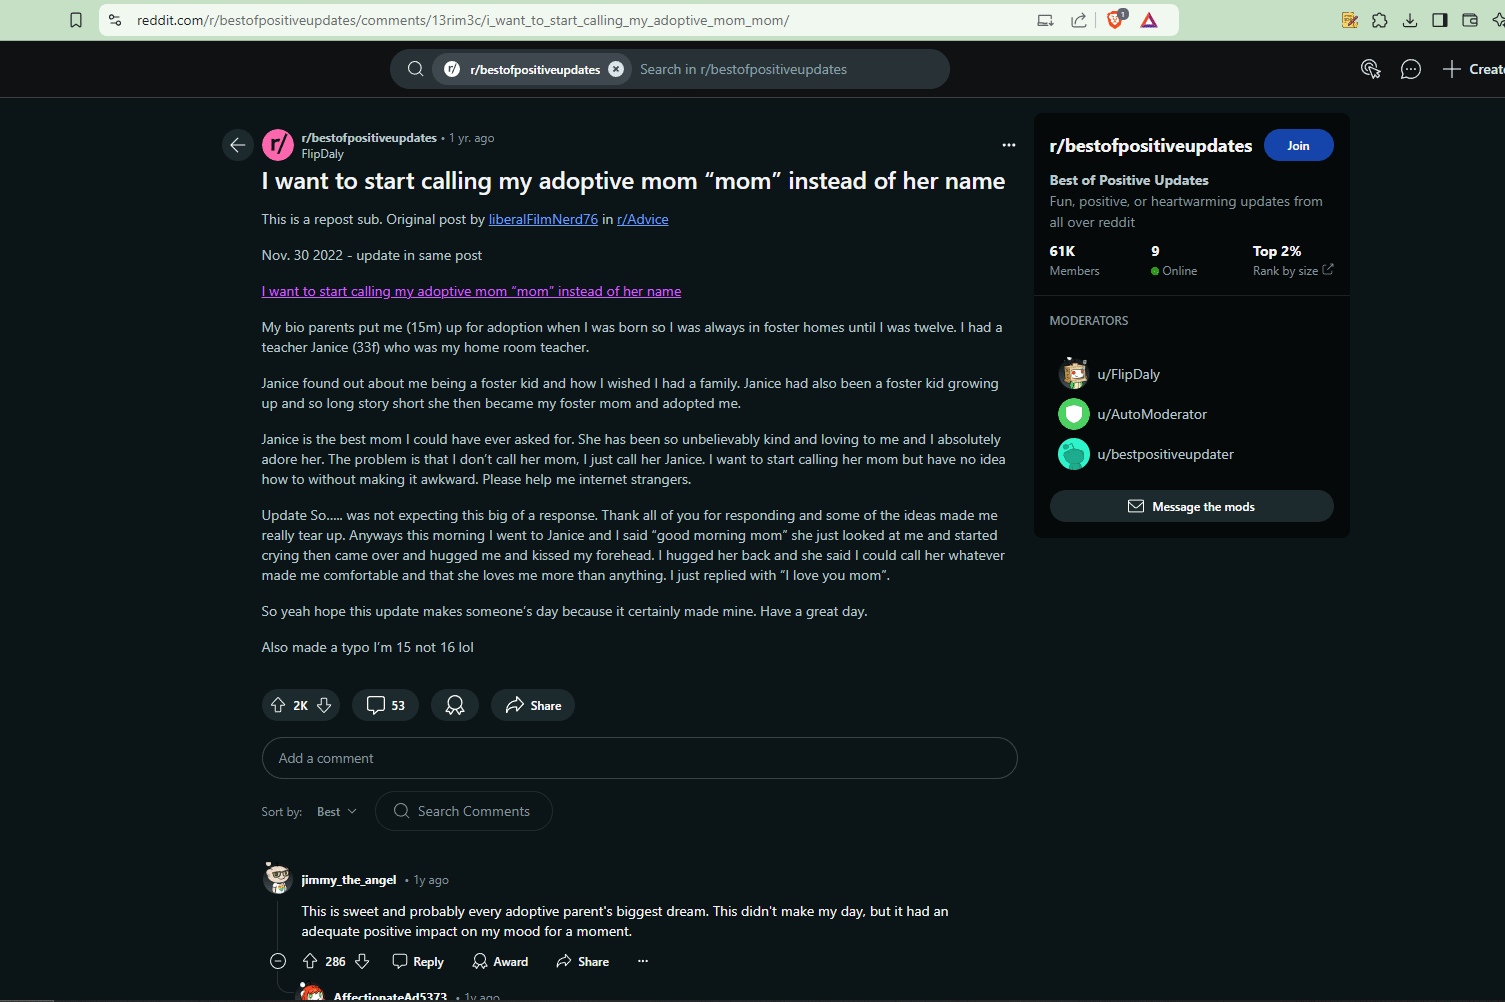 reddit.com/r/bestofpositiveupdates/comments/13rim3c/i_want_to_start_calling_my_adoptive_mom_mom/
1
r/ r/bestofpositiveupdates Search in r/bestofpositiveupdates
Create
r/ r/bestofpositiveupdates • 1 yr. ago
FlipDaly
I want to start calling my adoptive mom “mom” instead of her name
This is a repost sub. Original post by liberalFilmNerd76 in r/Advice
Nov. 30 2022 - update in same post
I want to start calling my adoptive mom “mom” instead of her name
My bio parents put me (15m) up for adoption when I was born so I was always in foster homes until I was twelve. I had a
teacher Janice (33f) who was my home room teacher.
Janice found out about me being a foster kid and how I wished I had a family. Janice had also been a foster kid growing
up and so long story short she then became my foster mom and adopted me.
Janice is the best mom I could have ever asked for. She has been so unbelievably kind and loving to me and I absolutely
adore her. The problem is that I don’t call her mom, I just call her Janice. I want to start calling her mom but have no idea
how to without making it awkward. Please help me internet strangers.
Update So..... was not expecting this big of a response. Thank all of you for responding and some of the ideas made me
really tear up. Anyways this morning I went to Janice and I said “good morning mom” she just looked at me and started
crying then came over and hugged me and kissed my forehead. I hugged her back and she said I could call her whatever
made me comfortable and that she loves me more than anything. I just replied with “I love you mom”.
So yeah hope this update makes someone’s day because it certainly made mine. Have a great day.
Also made a typo I’m 15 not 16 lol
2K 53 Share
Add a comment
Sort by: Best Search Comments
jimmy_the_angel • 1y ago
This is sweet and probably every adoptive parent's biggest dream. This didn't make my day, but it had an
adequate positive impact on my mood for a moment.
286 Reply Award Share
AffectionateAd5373 • 1y ago
r/bestofpositiveupdates Join
Best of Positive Updates
Fun, positive, or heartwarming updates from
all over reddit
61K 9 Top 2%
Members Online Rank by size
MODERATORS
u/FlipDaly
u/AutoModerator
u/bestpositiveupdater
Message the mods